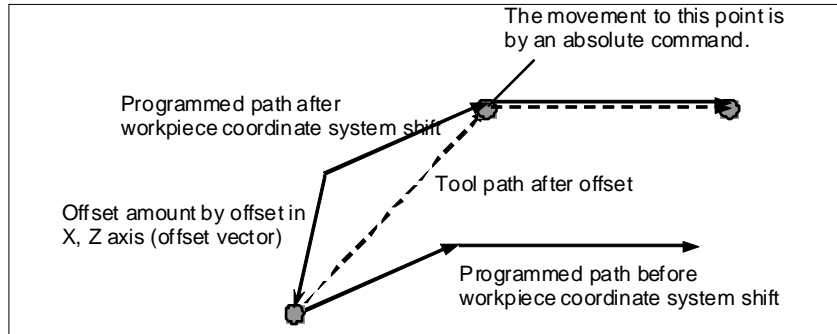 The movement to this point is
by an absolute command.
Programmed path after
workpiece coordinate system shift
Tool path after offset
Offset amount by offset in
X, Z axis (offset vector)
Programmed path before
workpiece coordinate system shift